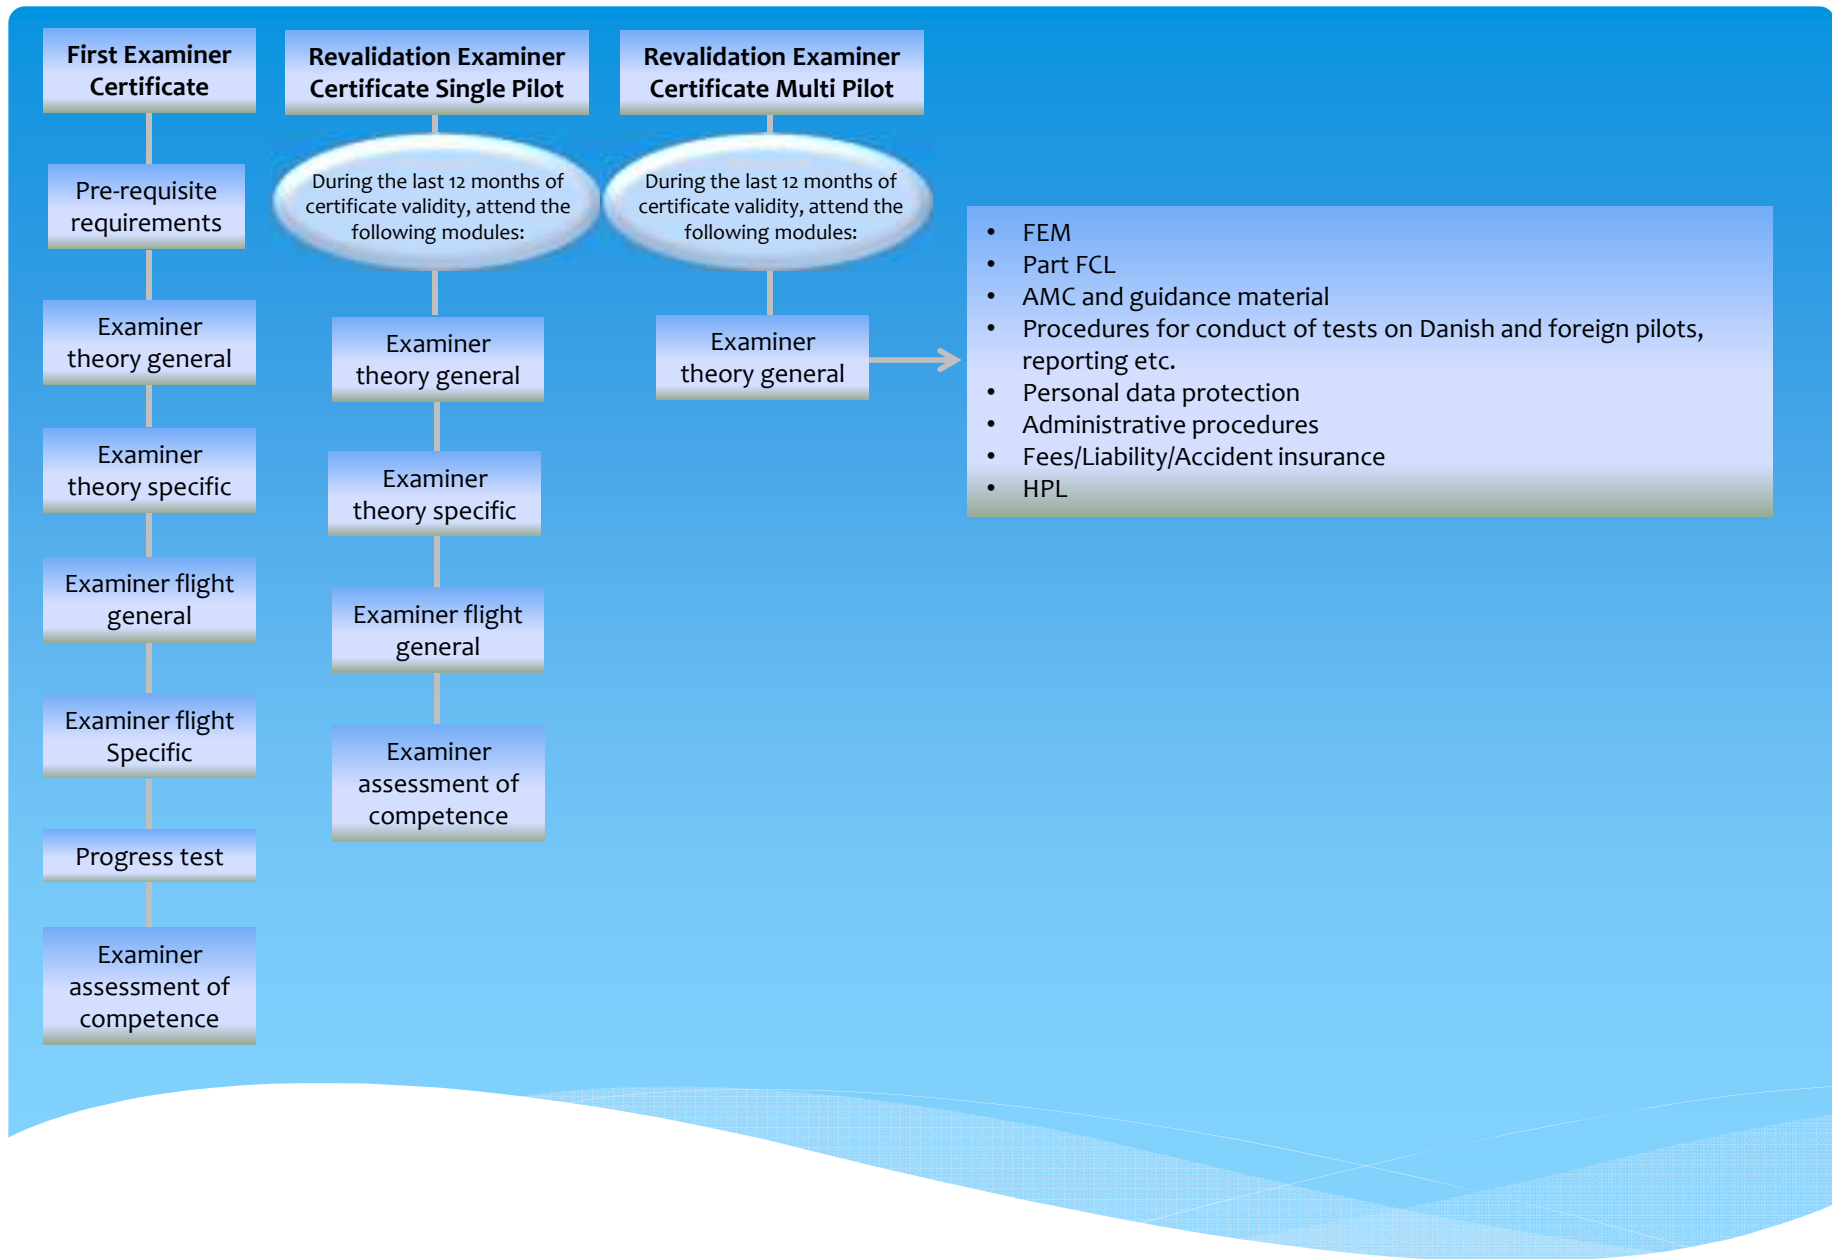 First Examiner
Certificate
Pre-requisite
requirements
Examiner
theory general
Examiner
theory specific
Examiner flight
general
Examiner flight
Specific
Progress test
Examiner
assessment of
competence
Revalidation Examiner
Certificate Single Pilot
During the last 12 months of
certificate validity, attend the
following modules:
Examiner
theory general
Examiner
theory specific
Examiner flight
general
Examiner
assessment of
competence
Revalidation Examiner
Certificate Multi Pilot
During the last 12 months of
certificate validity, attend the
following modules:
Examiner
theory general
• FEM
• Part FCL
• AMC and guidance material
• Procedures for conduct of tests on Danish and foreign pilots,
reporting etc.
• Personal data protection
• Administrative procedures
• Fees/Liability/Accident insurance
• HPL